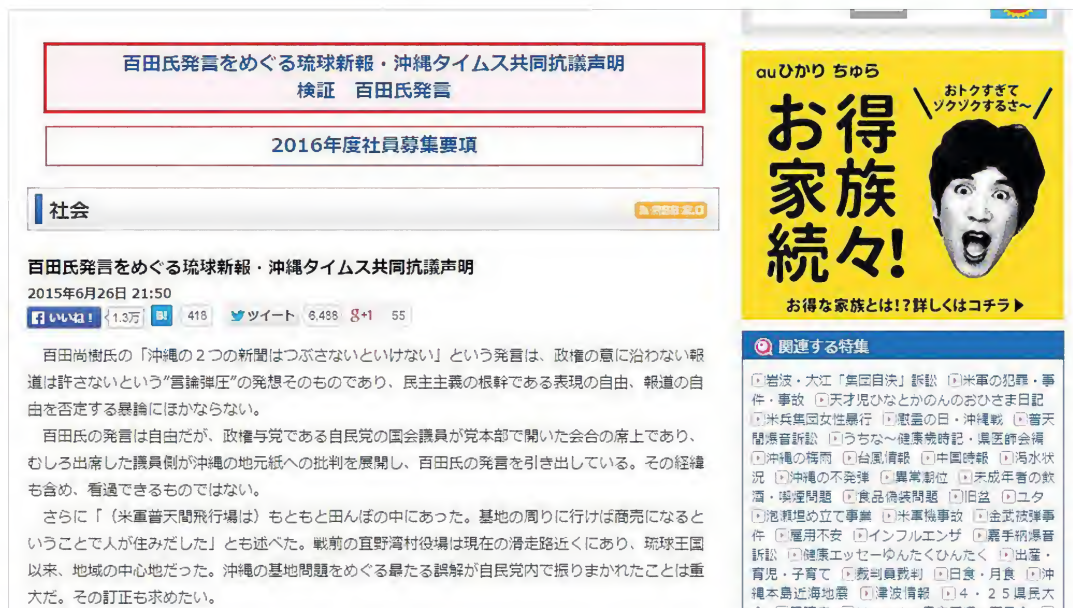 百田氏発言をめぐる琉球新報・沖縄タイムス共同抗議声明
検証 百田氏発言
2016年度社員募集要項
社会
RSS 2.0
百田氏発言をめぐる琉球新報・沖縄タイムス共同抗議声明
2015年6月26日 21:50
いいね! 1.3万 B! 418 ツイート 6,488 g+1 55
百田尚樹氏の「沖縄の2つの新聞はつぶさないといけない」という発言は、政権の意に沿わない報
道は許さないという“言論弾圧”の発想そのものであり、民主主義の根幹である表現の自由、報道の自
由を否定する暴論にほかならない。
百田氏の発言は自由だが、政権与党である自民党の国会議員が党本部で開いた会合の席上であり、
むしろ出席した議員側が沖縄の地元紙への批判を展開し、百田氏の発言を引き出している。その経緯
も含め、看過できるものではない。
さらに「(米軍普天間飛行場は)もともと田んぼの中にあった。基地の周りに行けば商売になると
いうことで人が住みだした」とも述べた。戦前の宜野湾村役場は現在の滑走路近くにあり、琉球王国
以来、地域の中心地だった。沖縄の基地問題をめぐる最たる誤解が自民党内で振りまかれたことは重
大だ。その訂正も求めたい。
auひかり ちゅら
おトクすぎて
ゾクゾクするさ~
お得
家族
続々!
お得な家族とは!?詳しくはコチラ▶
関連する特集
岩波・大江「集団自決」訴訟 米軍の犯罪・事
件・事故 天才児ひなとかのんのおひさま日記
米兵集団女性暴行 慰霊の日・沖縄戦 普天
間爆音訴訟 うちな~健康歳時記・県医師会編
沖縄の梅雨 台風情報 中国時報 渇水状
況 沖縄の不発弾 異常潮位 未成年者の飲
酒・喫煙問題 食品偽装問題 旧盆 ユタ
泡瀬埋め立て事業 米軍機事故 金武被弾事
件 雇用不安 インフルエンザ 嘉手納爆音
訴訟 健康エッセーゆんたくひんたく 出産・
育児・子育て 裁判員裁判 日食・月食 沖
縄本島近海地震 津波情報 4・25県民大